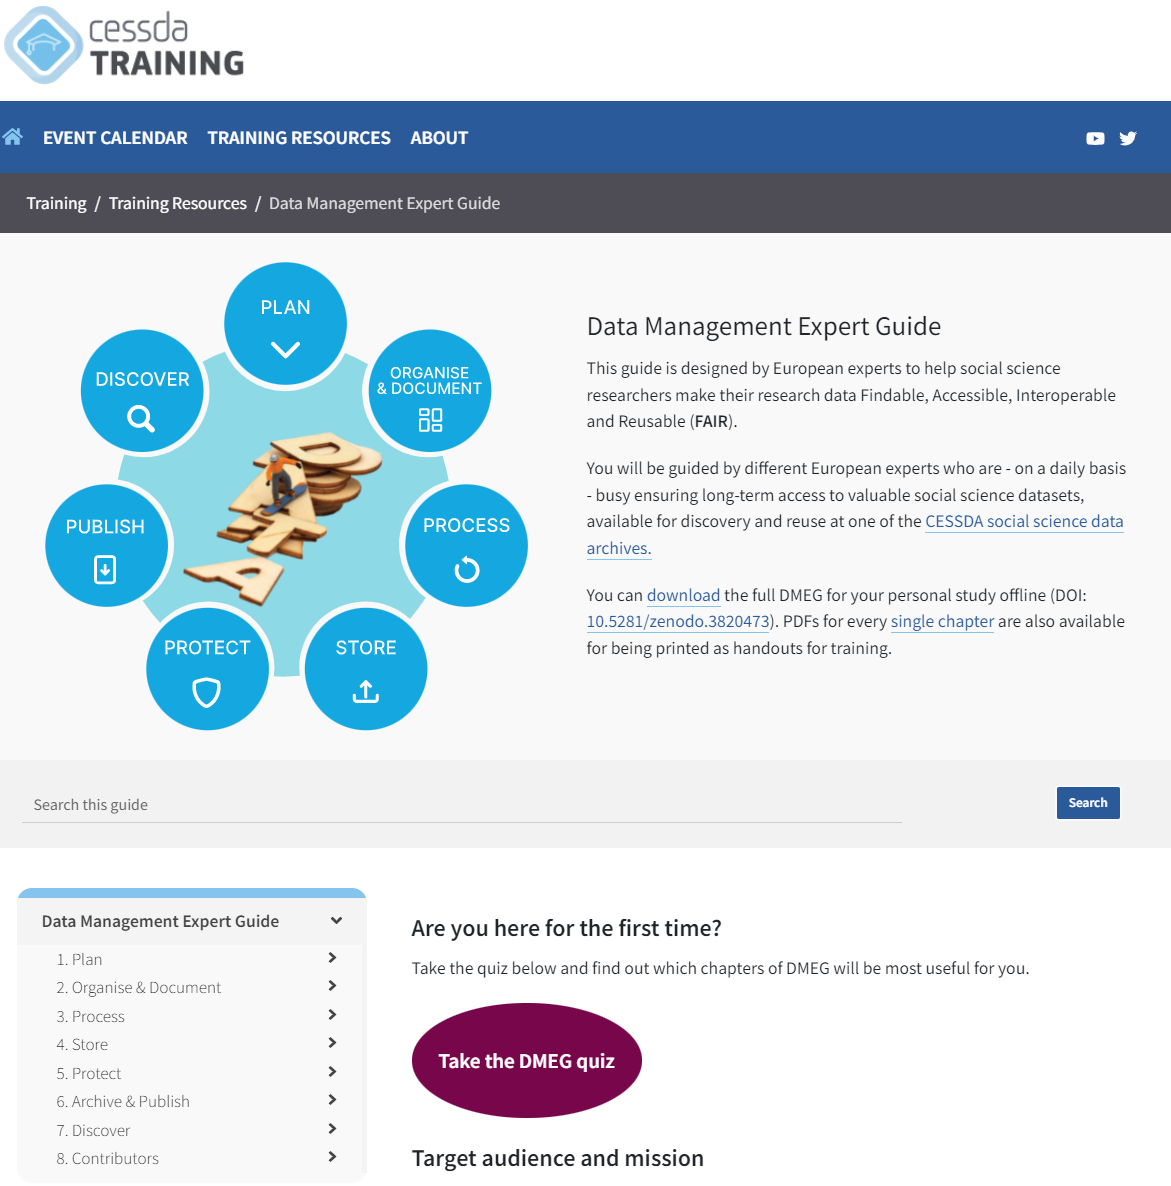 cessda
TRAINING
EVENT CALENDAR TRAINING RESOURCES ABOUT
Training / Training Resources / Data Management Expert Guide
PLAN
DISCOVER
ORGANISE
& DOCUMENT
PUBLISH
PROCESS
PROTECT
STORE
DATA
Data Management Expert Guide
This guide is designed by European experts to help social science
researchers make their research data Findable, Accessible, Interoperable
and Reusable (FAIR).
You will be guided by different European experts who are - on a daily basis
- busy ensuring long-term access to valuable social science datasets,
available for discovery and reuse at one of the CESSDA social science data
archives.
You can download the full DMEG for your personal study offline (DOI:
10.5281/zenodo.3820473). PDFs for every single chapter are also available
for being printed as handouts for training.
Search this guide
Search
Data Management Expert Guide
1. Plan
2. Organise & Document
3. Process
4. Store
5. Protect
6. Archive & Publish
7. Discover
8. Contributors
Are you here for the first time?
Take the quiz below and find out which chapters of DMEG will be most useful for you.
Take the DMEG quiz
Target audience and mission